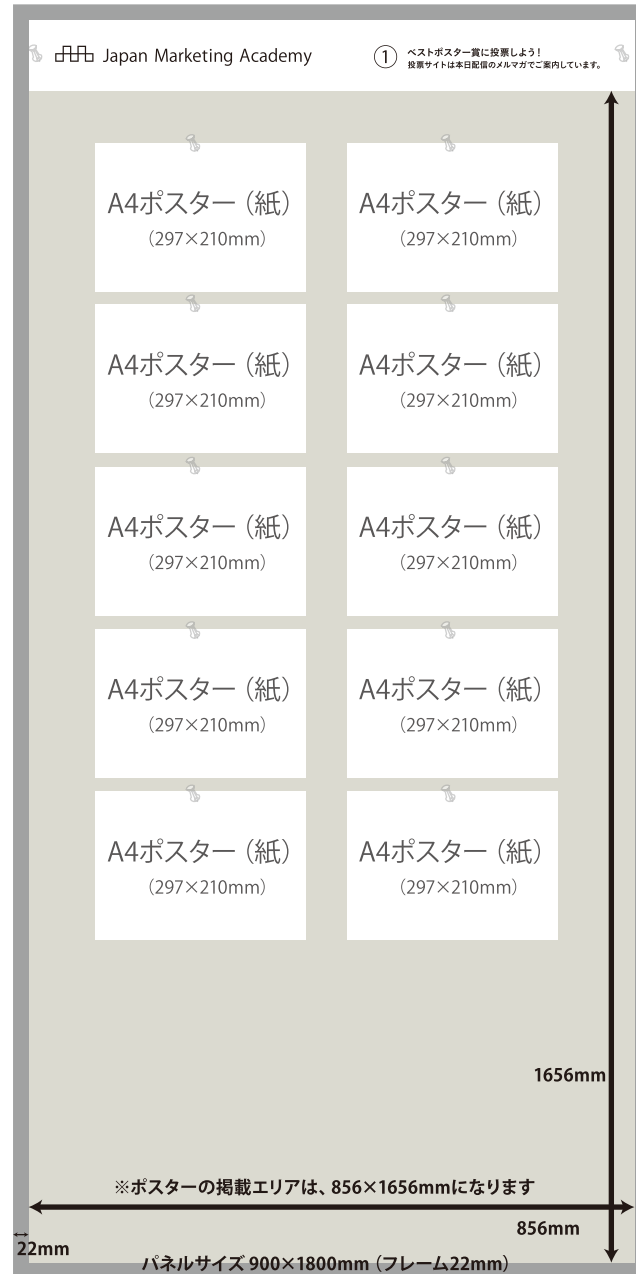 Japan Marketing Academy
① ベストポスター賞に投票しよう!
投票サイトは本日配信のメルマガでご案内しています。
A4ポスター(紙) A4ポスター(紙)
(297×210mm) (297×210mm)
A4ポスター(紙) A4ポスター(紙)
(297×210mm) (297×210mm)
A4ポスター(紙) A4ポスター(紙)
(297×210mm) (297×210mm)
A4ポスター(紙) A4ポスター(紙)
(297×210mm) (297×210mm)
A4ポスター(紙) A4ポスター(紙)
(297×210mm) (297×210mm)
1656mm
※ポスターの掲載エリアは、856×1656mmになります
856mm
22mm
パネルサイズ 900×1800mm(フレーム22mm)